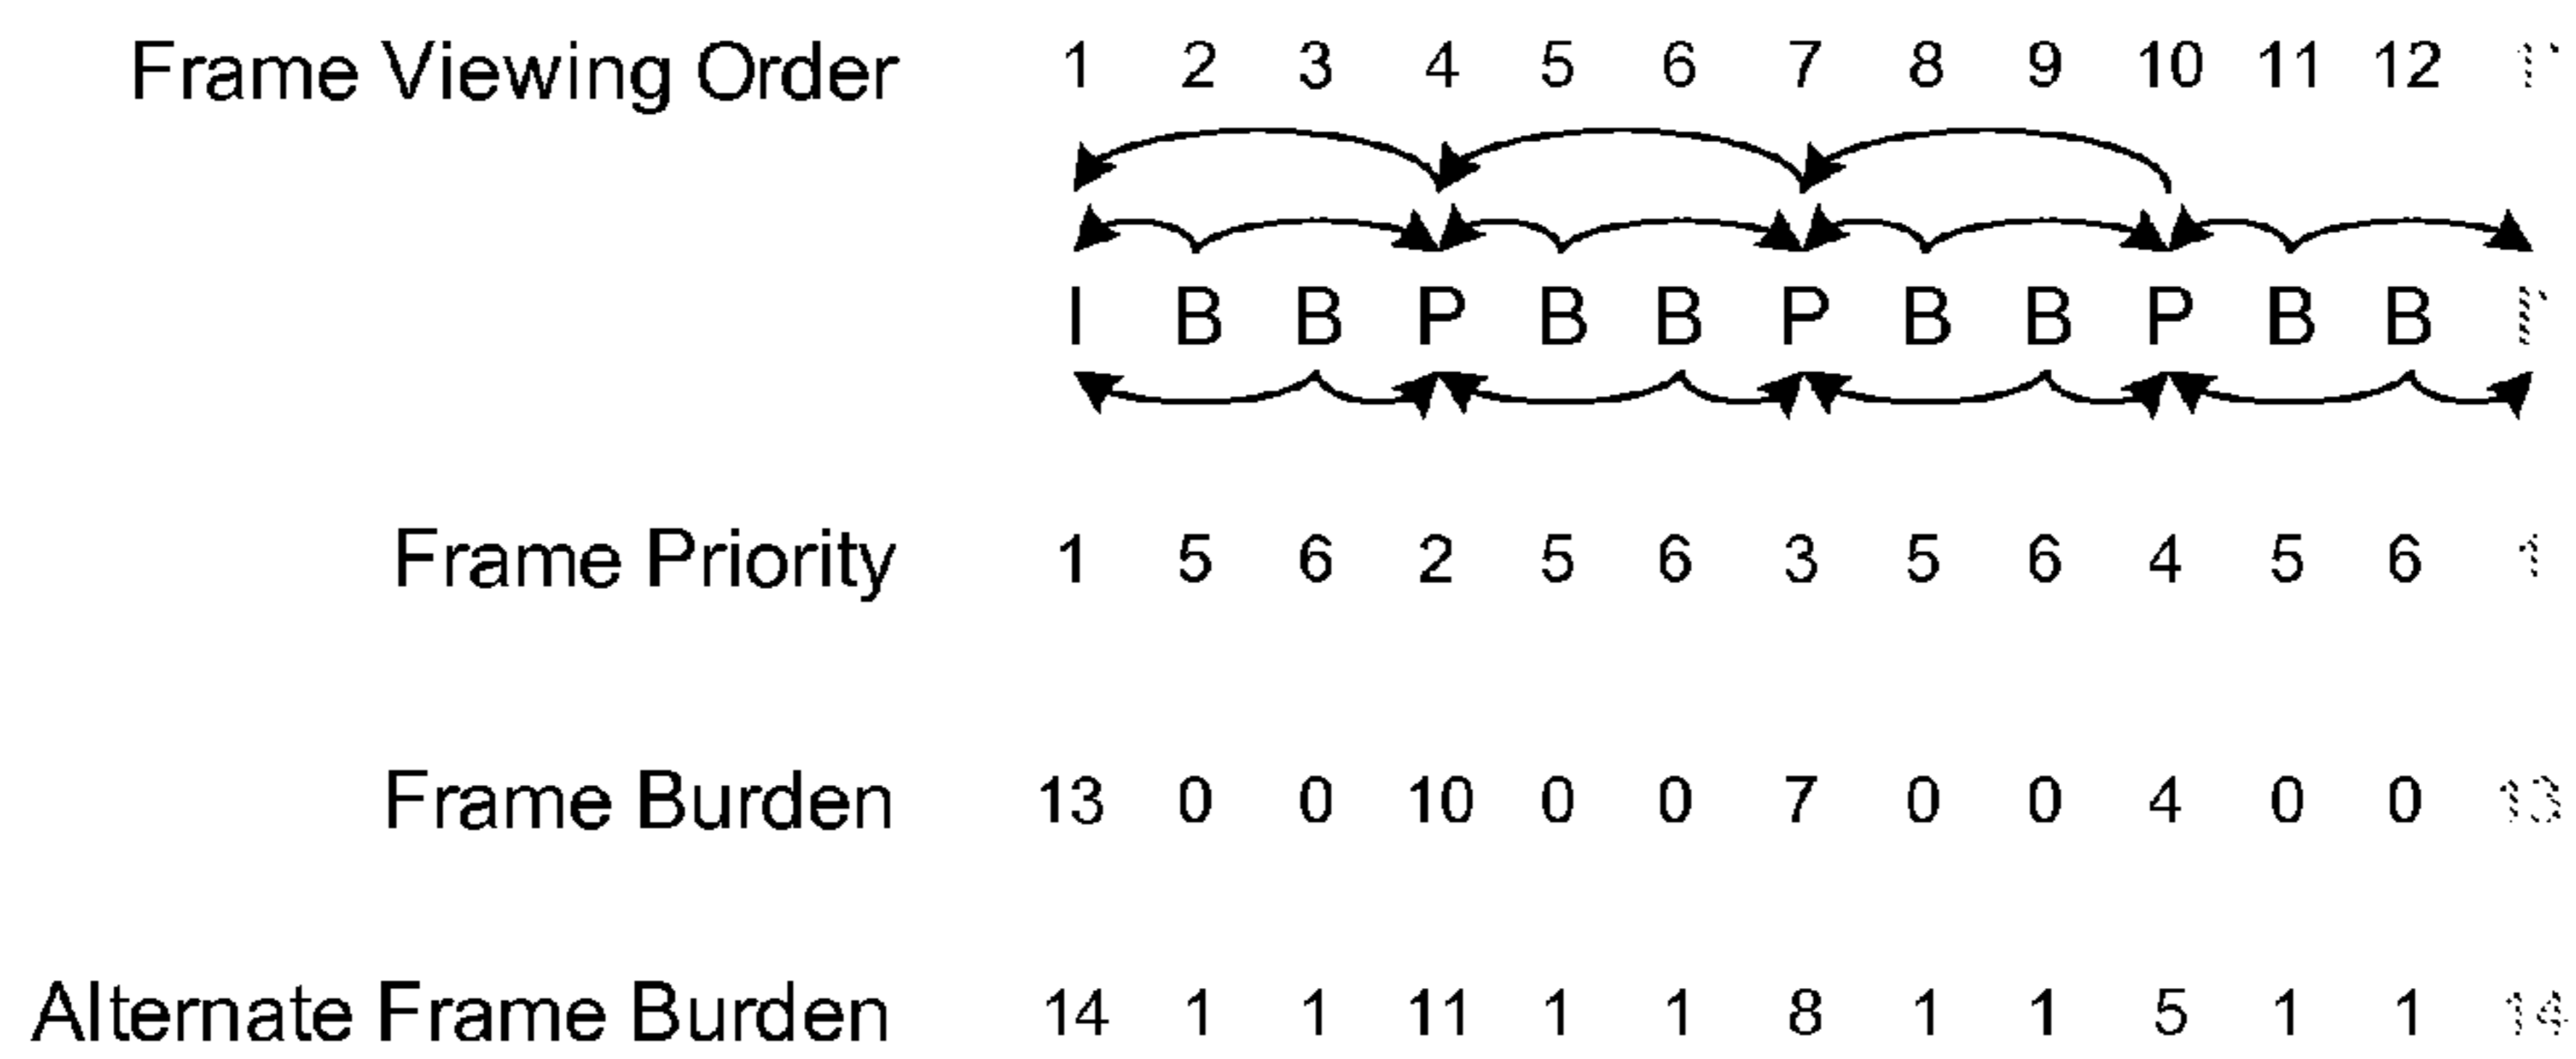 Frame Viewing Order 1 2 3 4 5 6 7 8 9 10 11 12
I B B P B B P B B P B B
Frame Priority 1 5 6 2 5 6 3 5 6 4 5 6 1
Frame Burden 13 0 0 10 0 0 7 0 0 4 0 0 13
Alternate Frame Burden 14 1 1 11 1 1 8 1 1 5 1 1 14